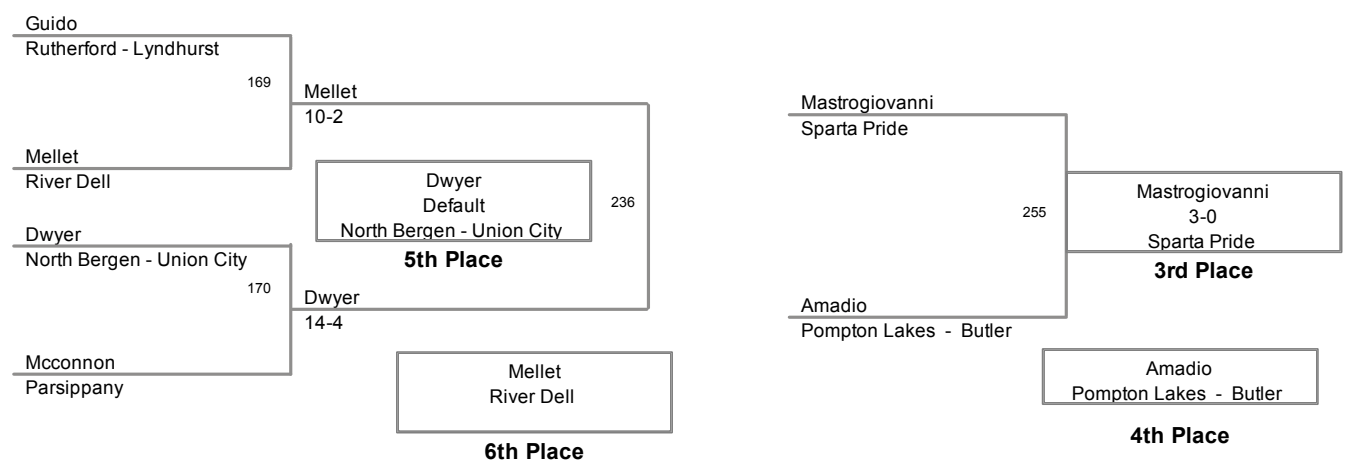 Guido
Rutherford - Lyndhurst
169
Mellet
10-2
Mellet
River Dell
Dwyer
Default
North Bergen - Union City
5th Place
236
Dwyer
North Bergen - Union City
170
Dwyer
14-4
Mcconnon
Parsippany
Mellet
River Dell
6th Place
Mastrogiovanni
Sparta Pride
255
Mastrogiovanni
3-0
Sparta Pride
3rd Place
Amadio
Pompton Lakes - Butler
Amadio
Pompton Lakes - Butler
4th Place